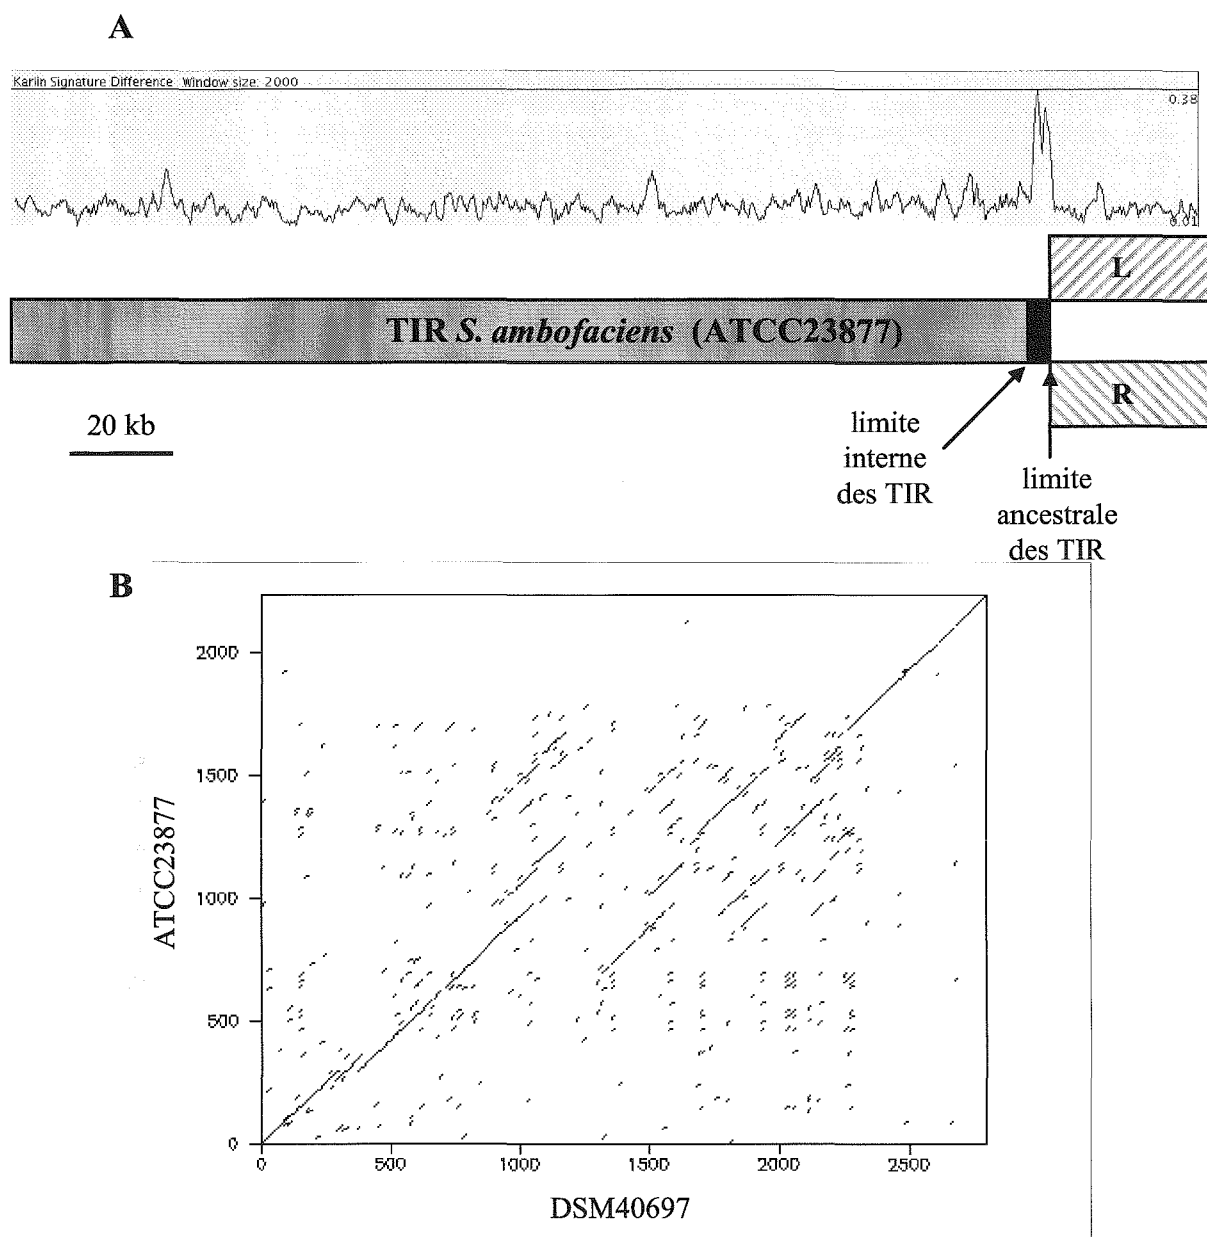 A
Karlin Signature Difference Window size: 2000
0.38
0.01
L
TIR S. ambofaciens (ATCC23877)
R
20 kb
limite
interne
des TIR
limite
ancestrale
des TIR
B
2000
1500
1000
500
0
ATCC23877
0 500 1000 1500 2000 2500
DSM40697